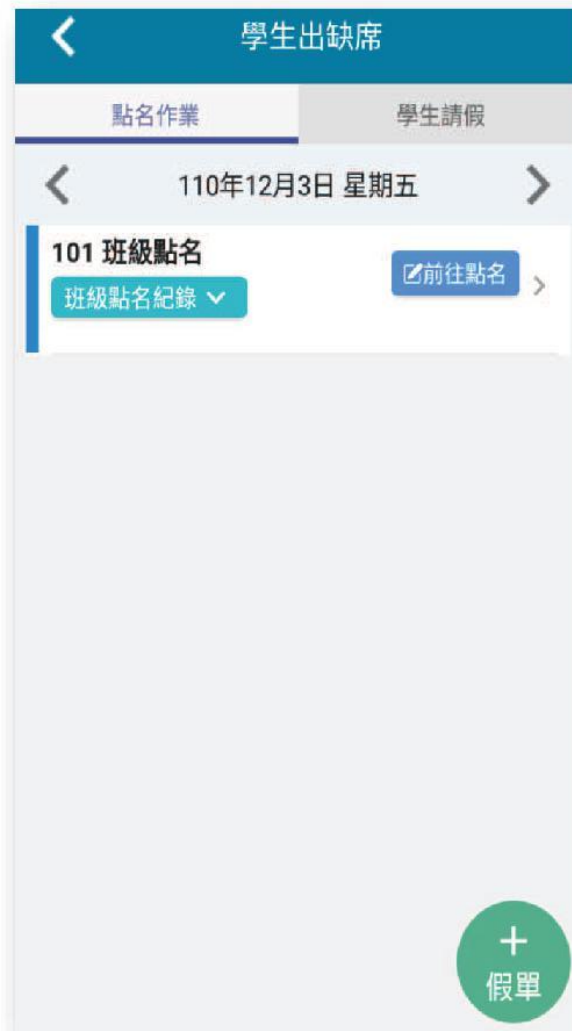 學生出缺席
點名作業 學生請假
110年12月3日 星期五
101 班級點名
前往點名
班級點名紀錄
假單